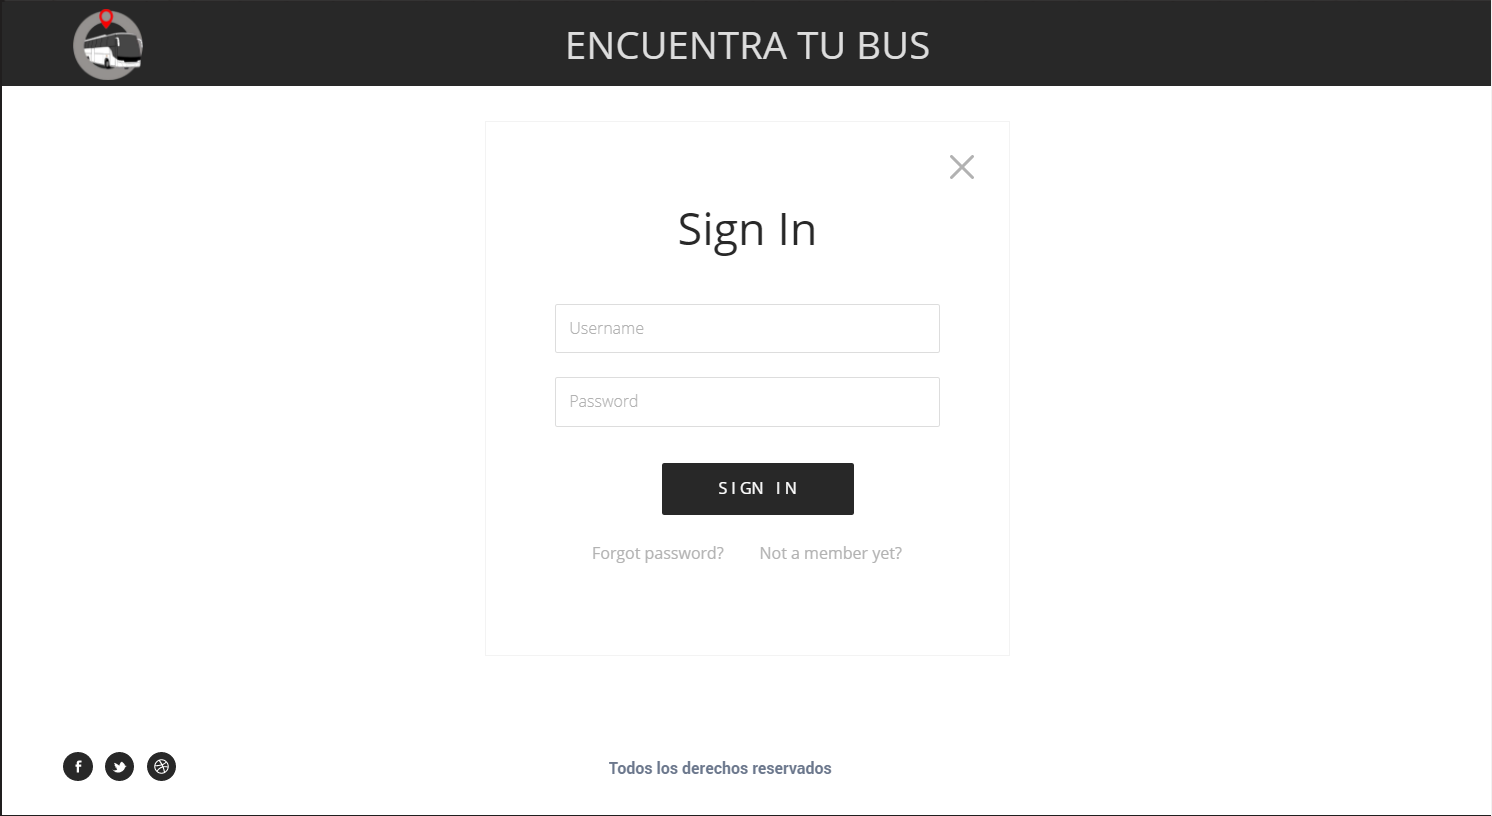 ENCUENTRA TU BUS
Sign In
Username
Password
SIGN IN
Forgot password? Not a member yet?
Todos los derechos reservados